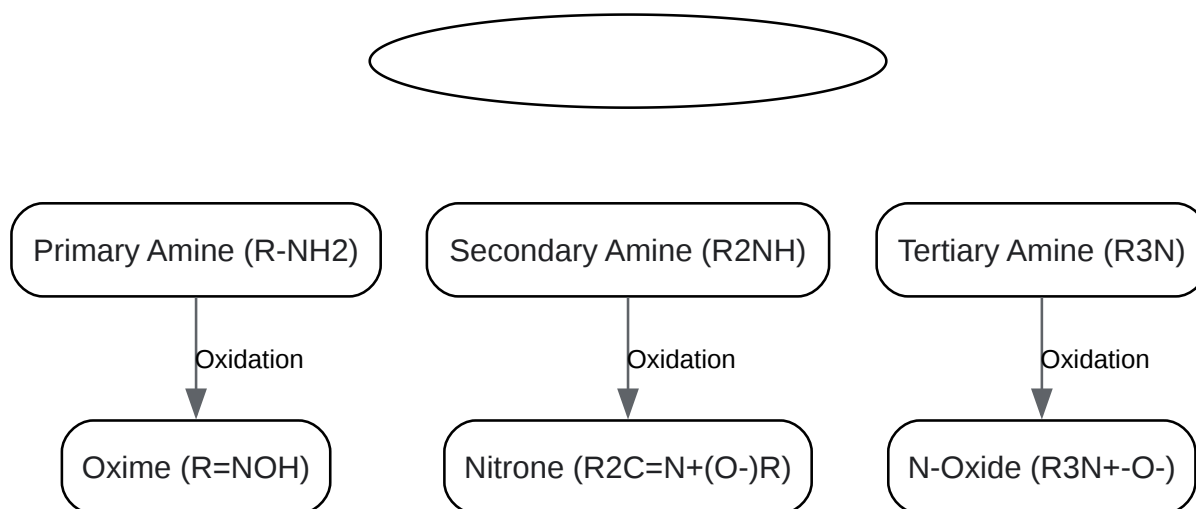 Primary Amine (R-NH2)
Secondary Amine (R2NH)
Tertiary Amine (R3N)
Oxidation
Oxidation
Oxidation
Oxime (R=NOH)
Nitrone (R2C=N+(O-)R)
N-Oxide (R3N+-O-)